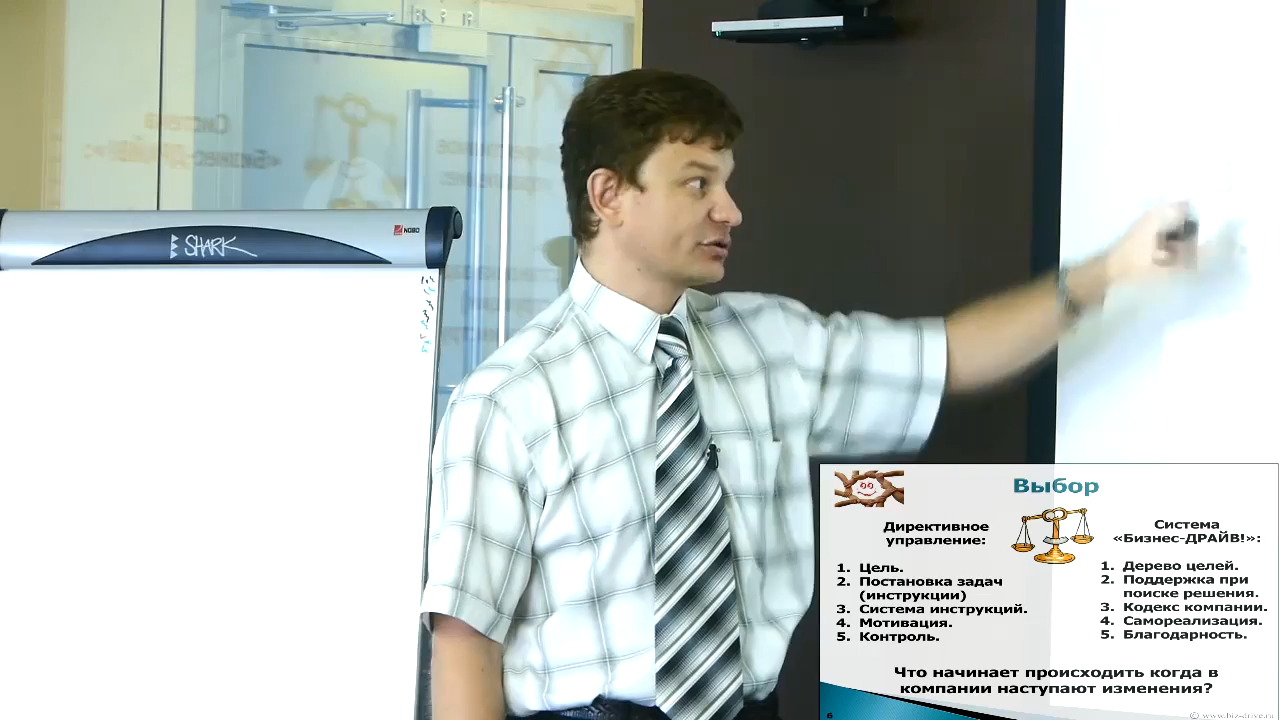 SHARK
NOBO
Выбор
Директивное
управление:
1. Цель.
2. Постановка задач
(инструкции)
3. Система инструкций.
4. Мотивация.
5. Контроль.
Система
«Бизнес-ДРАЙВ!»:
1. Дерево целей.
2. Поддержка при
поиске решения.
3. Кодекс компании.
4. Самореализация.
5. Благодарность.
Что начинает происходить когда в
компании наступают изменения?
6